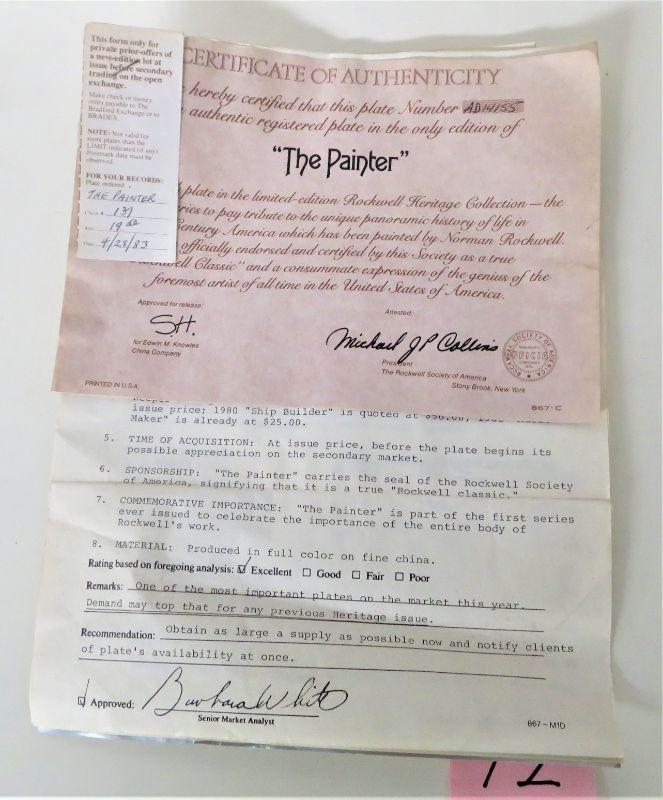 This form only for
private prior-offers of
a new-edition lot at
issue before secondary
trading on the open
exchange.
Make check or money
order payable to The
Bradford Exchange or to
BRADEX.
NOTE: Not valid for
more plates than the
LIMIT indicated (if any).
Postmark date must be
observed.
FOR YOUR RECORDS:
Plate ordered
THE PAINTER
137
19
4/28/83
CERTIFICATE OF AUTHENTICITY
hereby certified that this plate Number AD14155
authentic registered plate in the only edition of
"The Painter"
plate in the limited-edition Rockwell Heritage Collection — the
ries to pay tribute to the unique panoramic history of life in
Century America which has been painted by Norman Rockwell.
officially endorsed and certified by this Society as a true
Rockwell Classic" and a consummate expression of the genius of the
foremost artist of all time in the United States of America.
Approved for release:
Attested:
S.H.
Michael J P Collins
for Edwin M. Knowles
China Company
President
The Rockwell Society of America
Stony Brook, New York
ROCKWELL SOCIETY OF AMERICA
PRINTED IN U.S.A.
867-C
issue price; 1980 "Ship Builder" is quoted at
Maker" is already at $25.00.
5. TIME OF ACQUISITION: At issue price, before the plate begins its
possible appreciation on the secondary market.
6. SPONSORSHIP: "The Painter" carries the seal of the Rockwell Society
of America, signifying that it is a true "Rockwell classic."
7. COMMEMORATIVE IMPORTANCE: "The Painter" is part of the first series
ever issued to celebrate the importance of the entire body of
Rockwell's work.
8. MATERIAL: Produced in full color on fine china.
Rating based on foregoing analysis: ☑ Excellent ☐ Good ☐ Fair ☐ Poor
Remarks: One of the most important plates on the market this year.
Demand may top that for any previous Heritage issue.
Recommendation: Obtain as large a supply as possible now and notify clients
of plate's availability at once.
☑ Approved: Barbara White
Senior Market Analyst
867-M1D